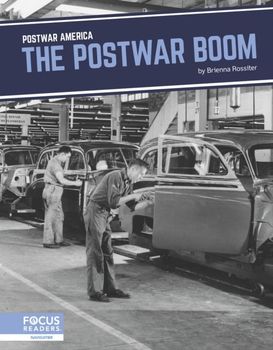 POSTWAR AMERICA
THE POSTWAR BOOM
by Brienna Rossiter
FOCUS
READERS
NAVIGATOR